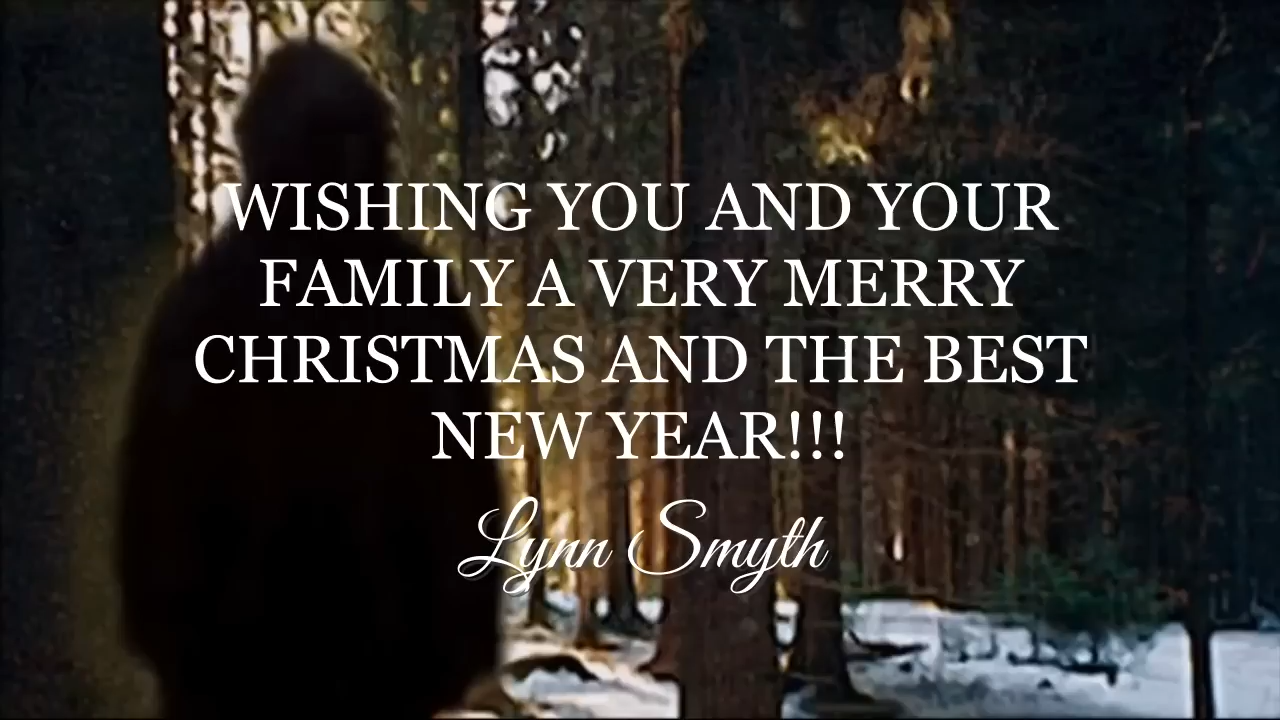 WISHING YOU AND YOUR
FAMILY A VERY MERRY
CHRISTMAS AND THE BEST
NEW YEAR!!!
Lynn Smyth